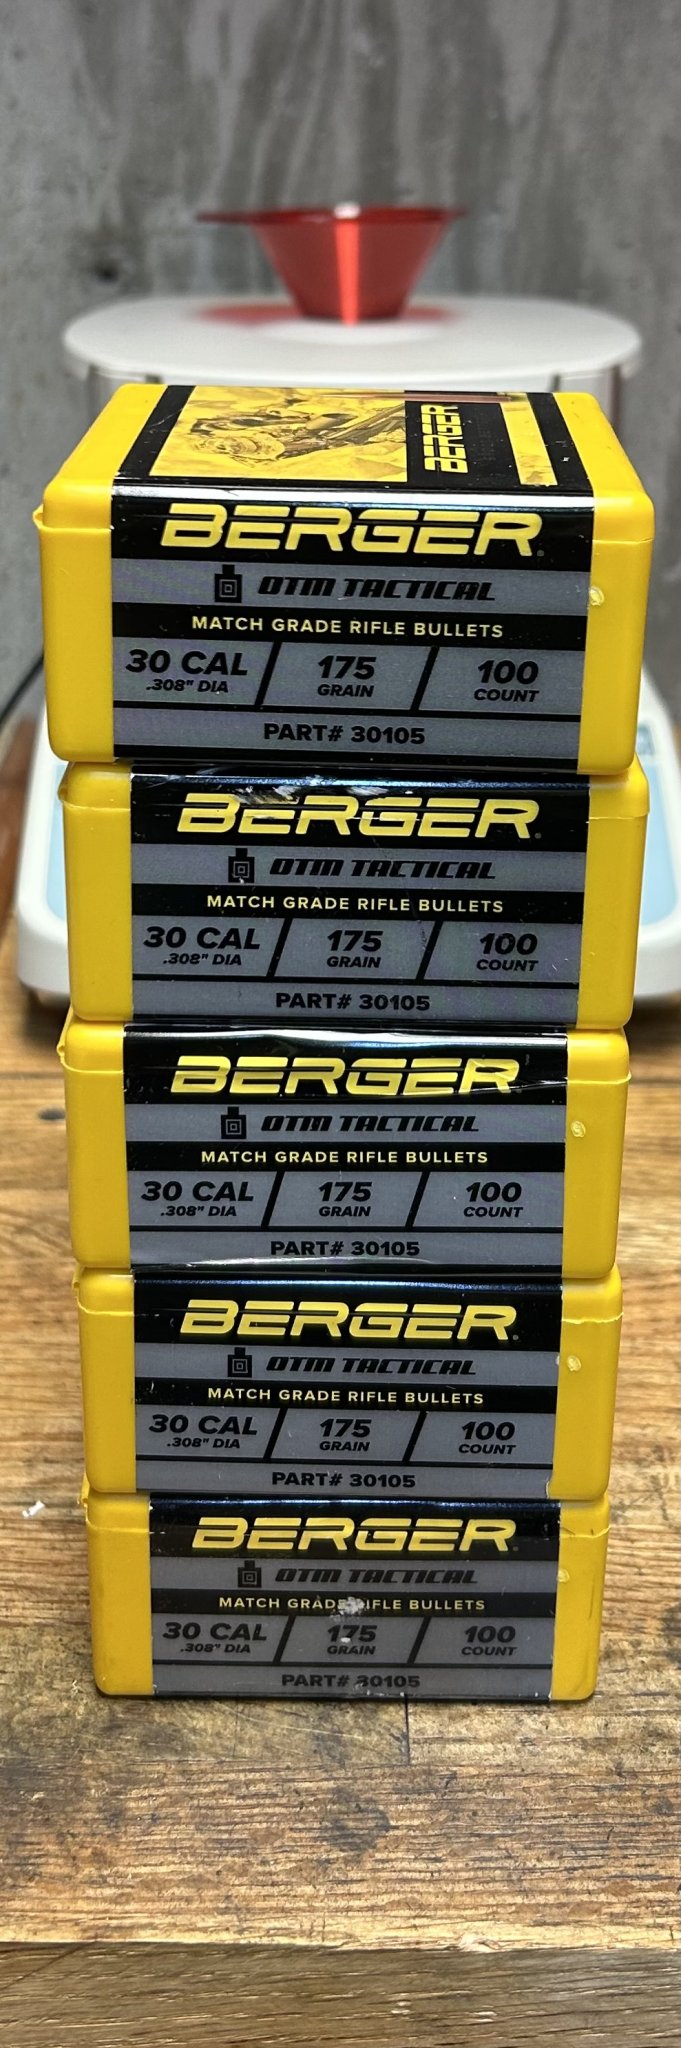 BERGER
BERGER®
OTM TACTICAL
MATCH GRADE RIFLE BULLETS
30 CAL 175 100
.308" DIA GRAIN COUNT
PART# 30105
BERGER®
OTM TACTICAL
MATCH GRADE RIFLE BULLETS
30 CAL 175 100
.308" DIA GRAIN COUNT
PART# 30105
BERGER
OTM TACTICAL
MATCH GRADE RIFLE BULLETS
30 CAL 175 100
.308" DIA GRAIN COUNT
PART# 30105
BERGER®
OTM TACTICAL
MATCH GRADE RIFLE BULLETS
30 CAL 175 100
.308" DIA GRAIN COUNT
PART# 30105
BERGER®
OTM TACTICAL
MATCH GRADE RIFLE BULLETS
30 CAL 175 100
.308" DIA GRAIN COUNT
PART# 30105